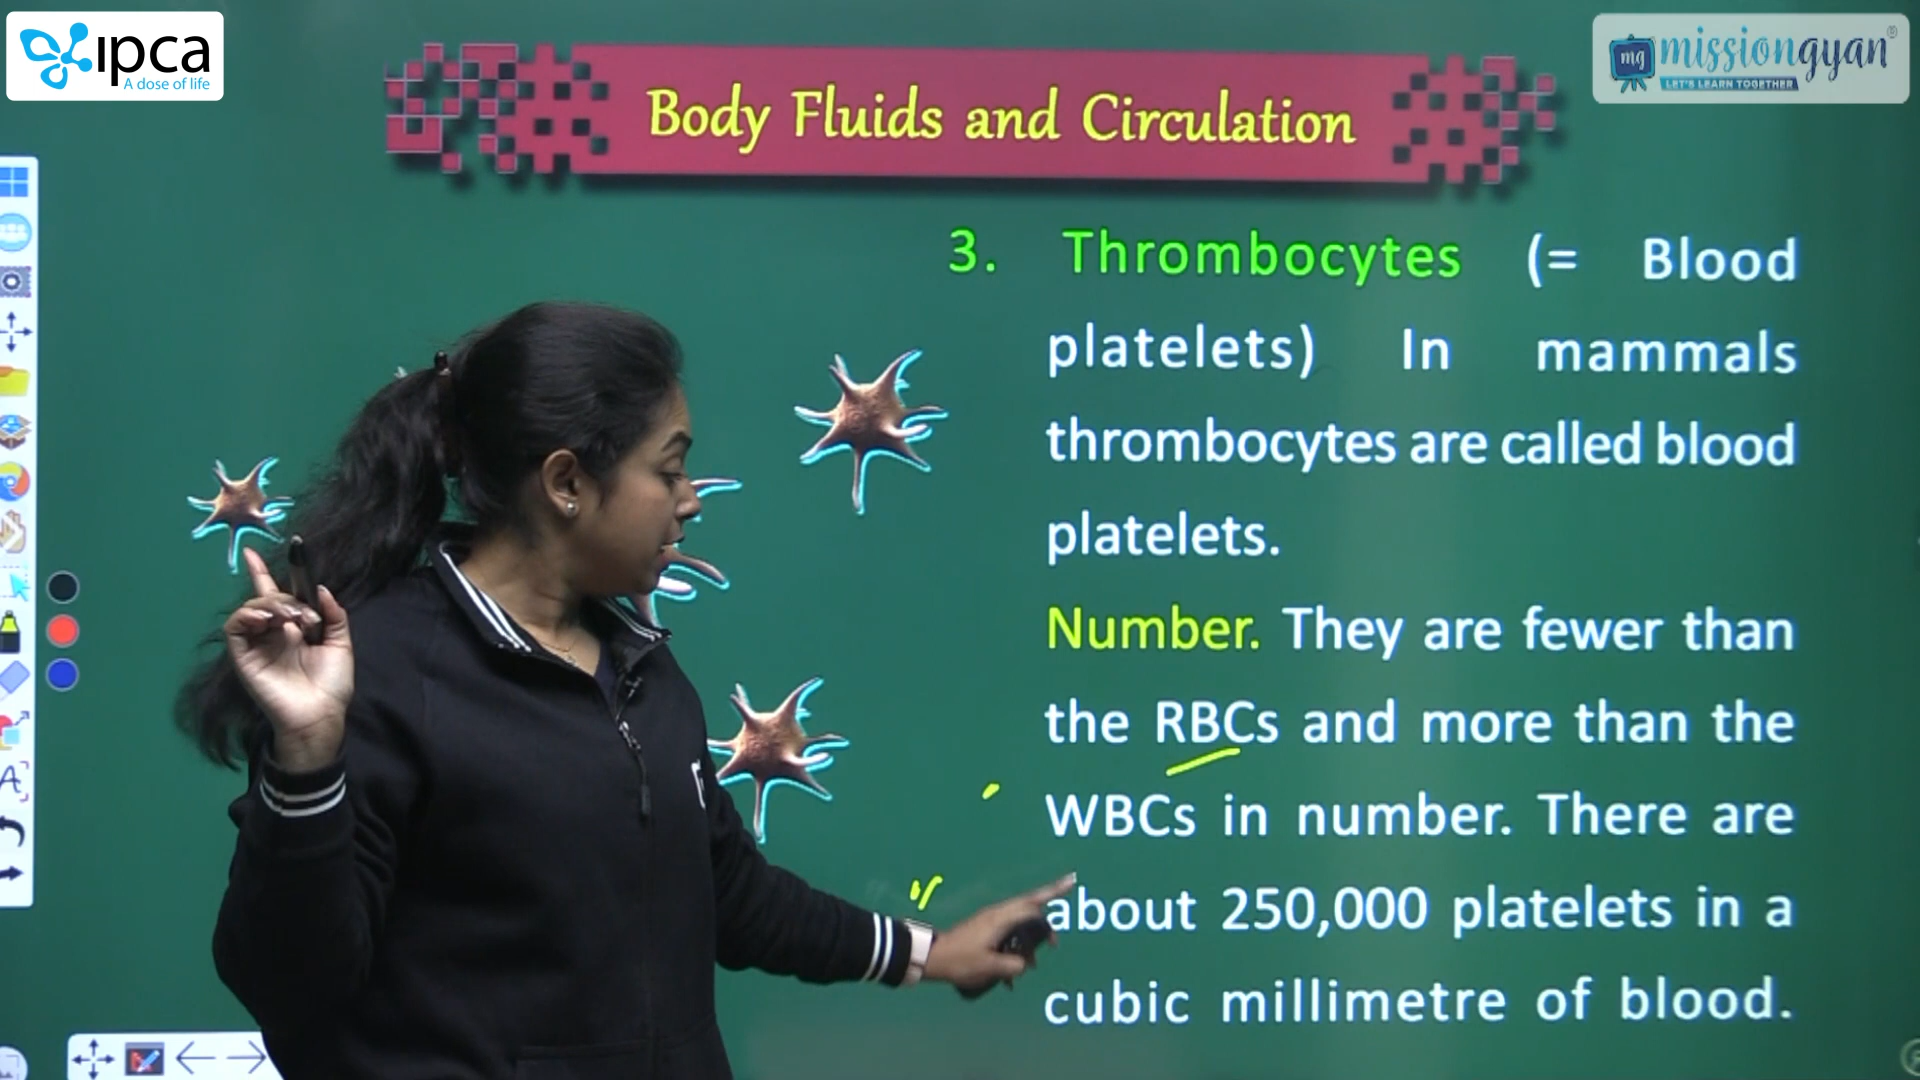 ipca
A dose of life
mg missiongyan®
LET'S LEARN TOGETHER
Body Fluids and Circulation
3. Thrombocytes (= Blood
platelets) In mammals
thrombocytes are called blood
platelets.
Number. They are fewer than
the RBCs and more than the
WBCs in number. There are
about 250,000 platelets in a
cubic millimetre of blood.